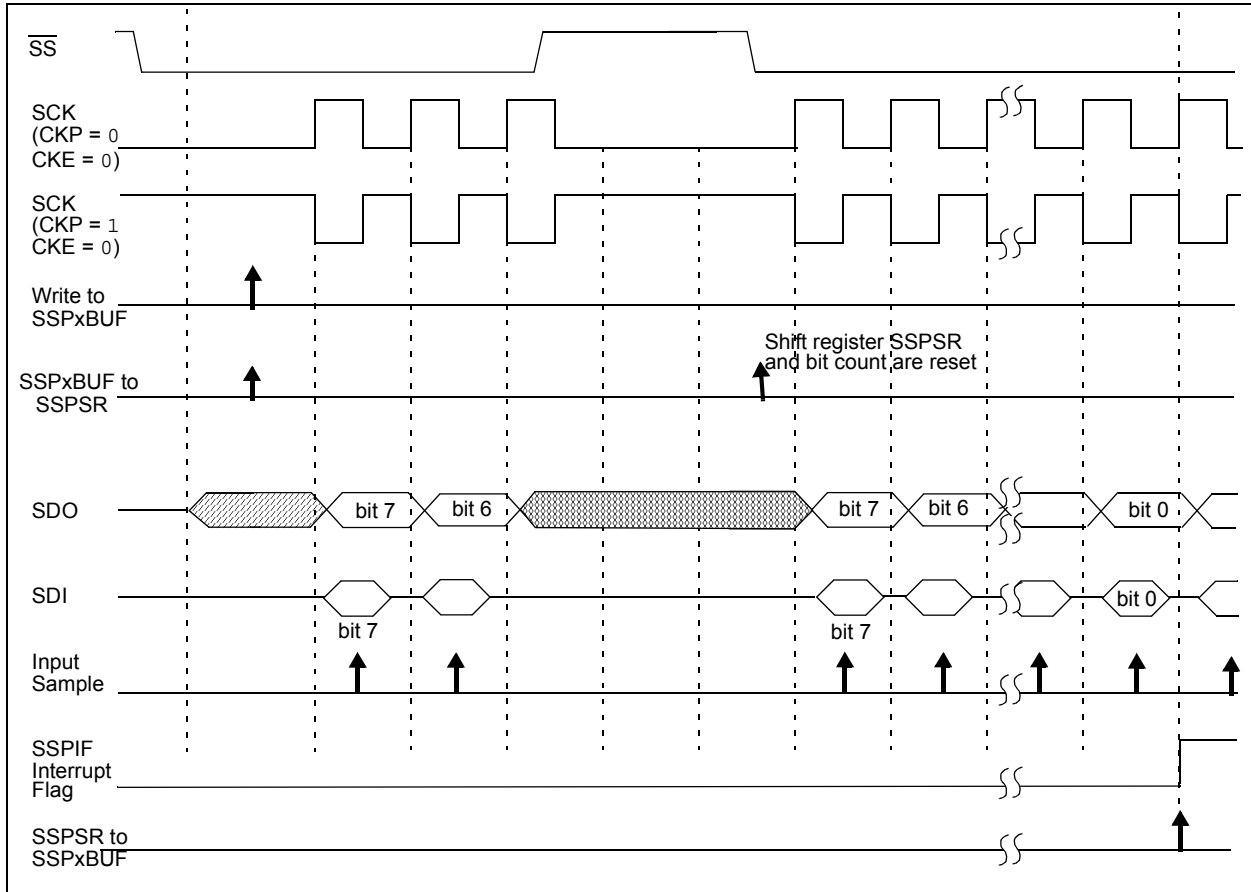 SS
SCK
(CKP = 0
CKE = 0)
SCK
(CKP = 1
CKE = 0)
Write to
SSPxBUF
Shift register SSPSR
and bit count are reset
SSPxBUF to
SSPSR
SDO
bit 7
bit 6
bit 7
bit 6
bit 0
SDI
bit 0
bit 7
bit 7
Input
Sample
SSPIF
Interrupt
Flag
SSPSR to
SSPxBUF